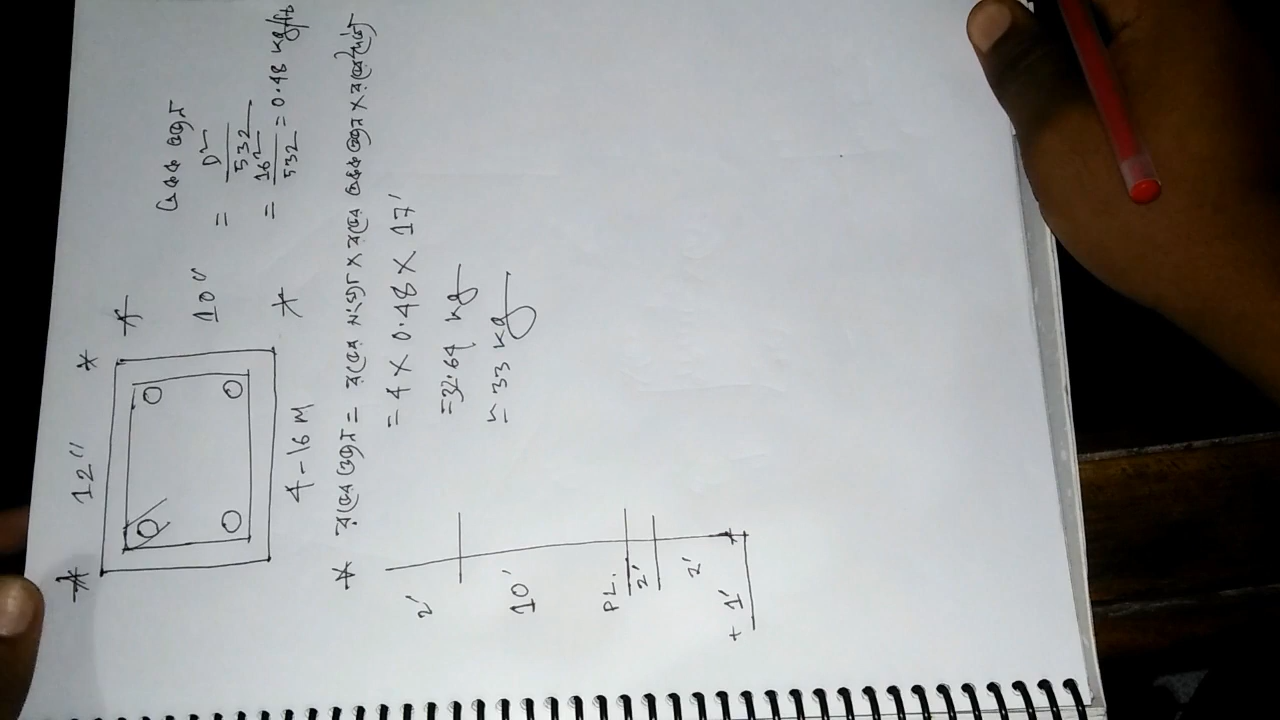 12"
10"
4-16 M
একক ওজন
= D²
532
= 16²
532 = 0.48 kg/ft
* রডের ওজন = রডের সংখ্যা × রডের একক ওজন × রডের দৈর্ঘ্য
= 4 × 0.48 × 17'
= 32.64 kg
≈ 33 kg
2'
10'
PL.
2'
2'
+ 1'